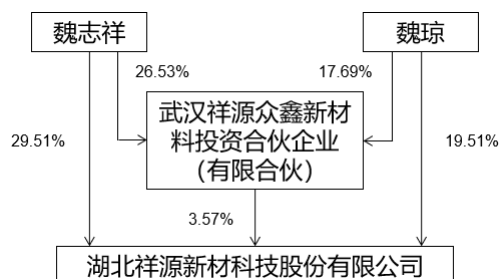 魏志祥
魏琼
26.53%
17.69%
武汉祥源众鑫新材
料投资合伙企业
（有限合伙）
29.51%
19.51%
3.57%
湖北祥源新材科技股份有限公司